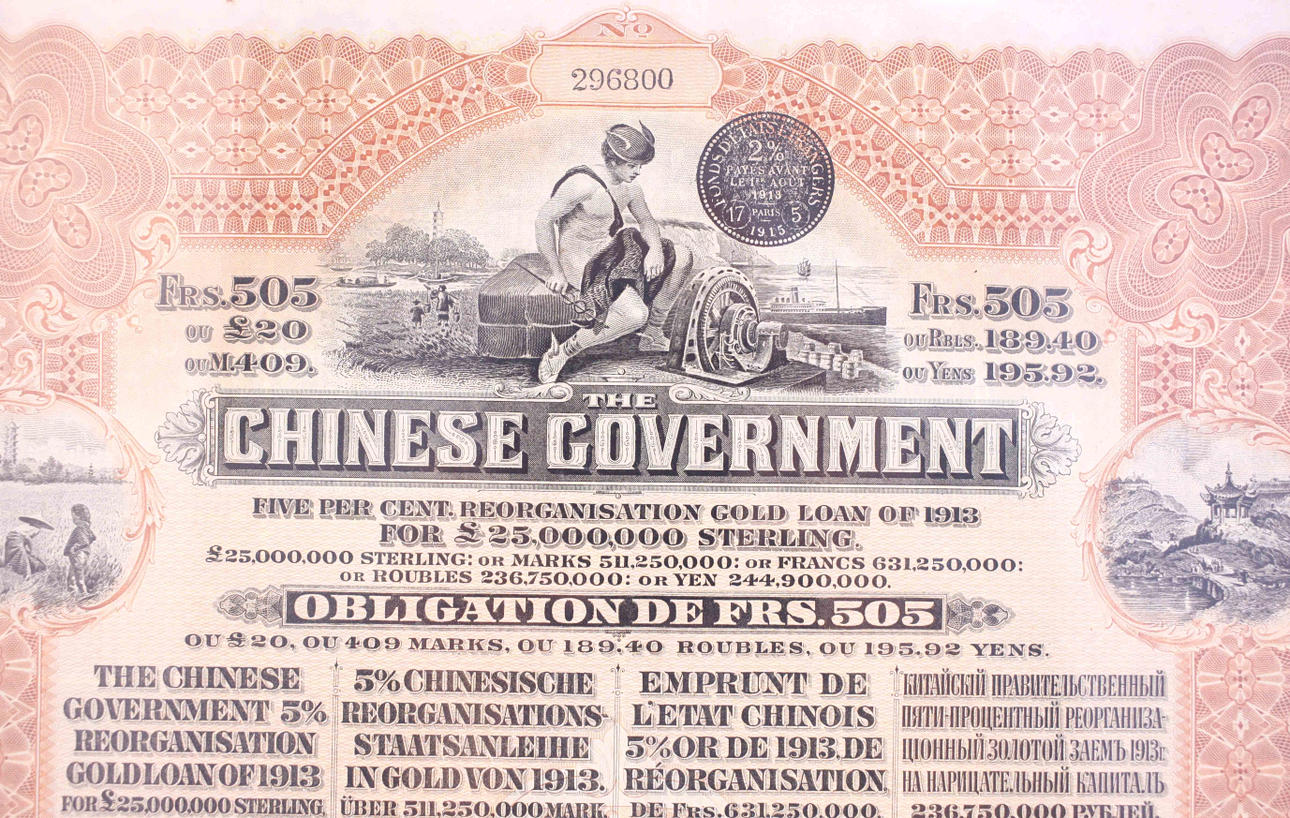 No
296800
FONDS D'ETATS ETRANGERS
2%
PAYÉS AVANT
LE 1ER AOUT
1913
17 PARIS 5
1915
FRS.505
OU £20
OU M.409.
FRS.505
OU RBLS. 189.40
OU YENS 195.92.
THE
CHINESE GOVERNMENT
FIVE PER CENT. REORGANISATION GOLD LOAN OF 1913
FOR £25,000,000 STERLING.
£25,000,000 STERLING: OR MARKS 511,250,000: OR FRANCS 631,250,000:
OR ROUBLES 236,750,000: OR YEN 244,900,000.
OBLIGATION DE FRS. 505
OU £20, OU 409 MARKS, OU 189.40 ROUBLES, OU 195.92 YENS.
THE CHINESE
GOVERNMENT 5%
REORGANISATION
GOLD LOAN OF 1913
FOR £25,000,000 STERLING,
5% CHINESISCHE
REORGANISATIONS-
STAATSANLEIHE
IN GOLD VON 1913.
ÜBER 511,250,000 MARK,
EMPRUNT DE
L'ETAT CHINOIS
5% OR DE 1913, DE
RÉORGANISATION,
DE FRS. 631,250,000.
КИТАЙСКІЙ ПРАВИТЕЛЬСТВЕННЫЙ
ПЯТИ-ПРОЦЕНТНЫЙ РЕОРГАНИЗА-
ЦІОННЫЙ ЗОЛОТОЙ ЗАЕМЪ 1913г
НА НАРИЦАТЕЛЬНЫЙ КАПИТАЛЪ
236,750,000 РУБЛЕЙ.